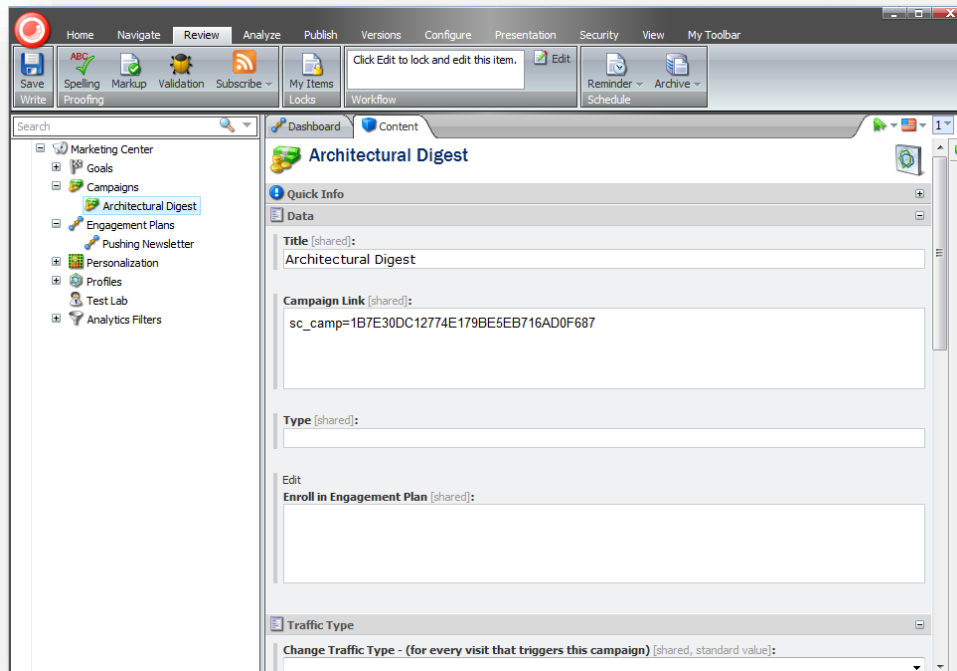 Home Navigate Review Analyze Publish Versions Configure Presentation Security View My Toolbar
ABC
Click Edit to lock and edit this item. Edit
Save Spelling Markup Validation Subscribe My Items Reminder Archive
Write Proofing Locks Workflow Schedule
Search
Dashboard Content 1
Marketing Center
Goals
Campaigns
Architectural Digest
Engagement Plans
Pushing Newsletter
Personalization
Profiles
Test Lab
Analytics Filters
Architectural Digest
Quick Info
Data
Title [shared]:
Architectural Digest
Campaign Link [shared]:
sc_camp=1B7E30DC12774E179BE5EB716AD0F687
Type [shared]:
Edit
Enroll in Engagement Plan [shared]:
Traffic Type
Change Traffic Type - (for every visit that triggers this campaign) [shared, standard value]: